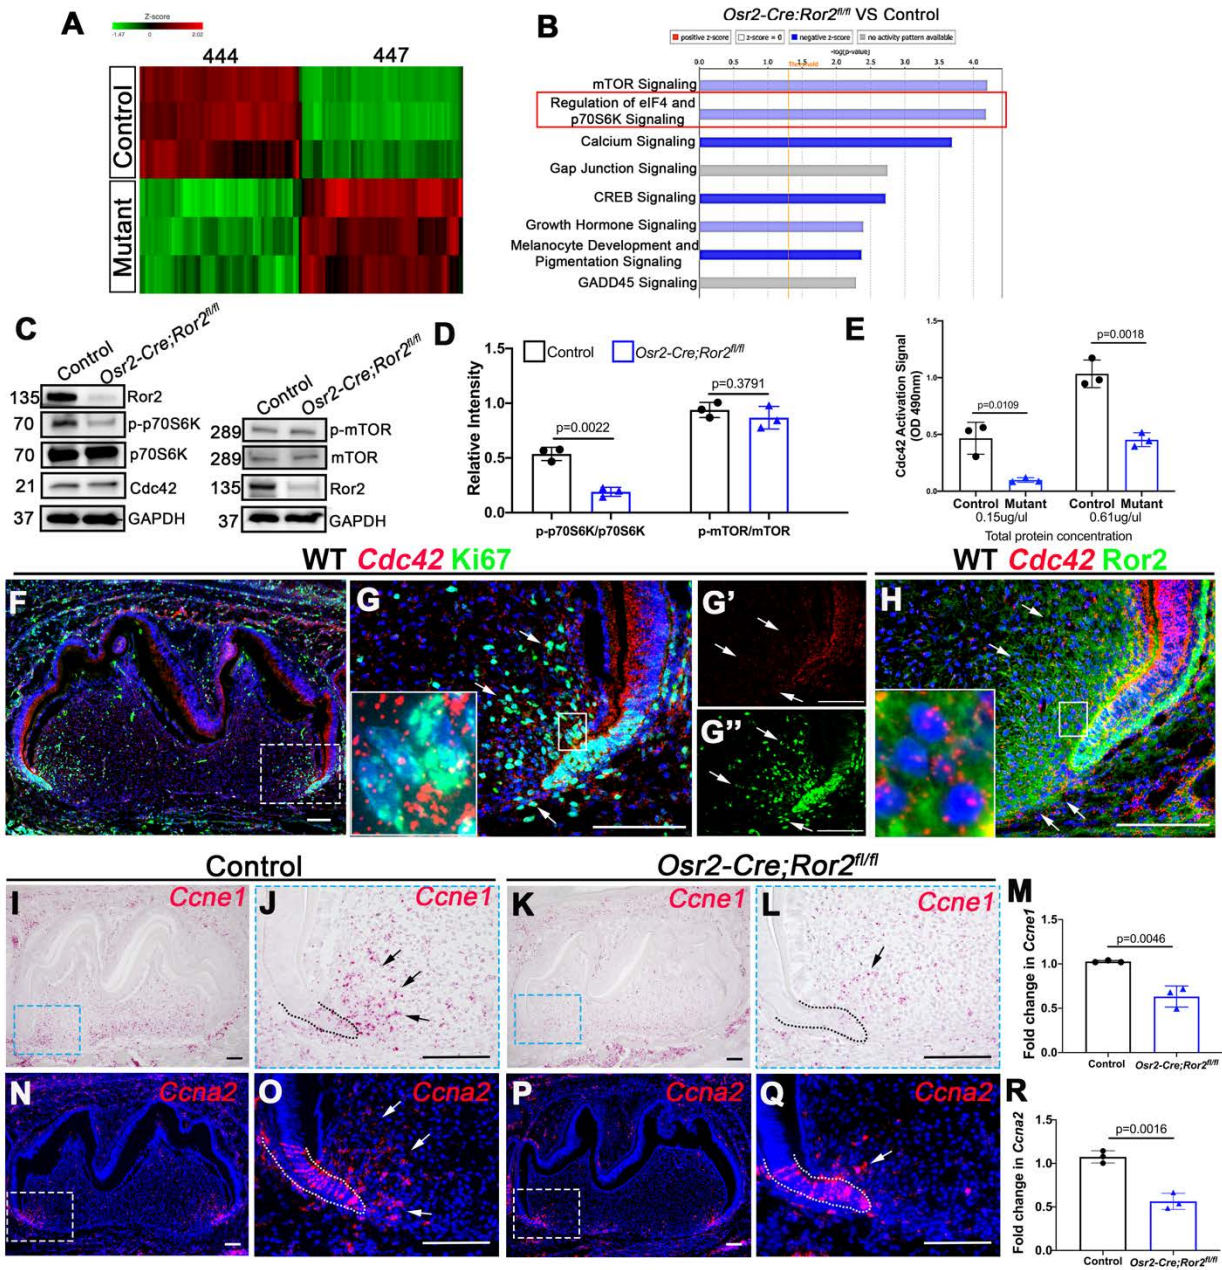 A
Z-score
-1.47 0 2.02
444 447
Control
Mutant
B
Osr2-Cre:Ror2fl/fl VS Control
positive z-score z-score = 0 negative z-score no activity pattern available
-log(p-value)
Threshold
0.0 0.5 1.0 1.5 2.0 2.5 3.0 3.5 4.0
mTOR Signaling
Regulation of eIF4 and
p70S6K Signaling
Calcium Signaling
Gap Junction Signaling
CREB Signaling
Growth Hormone Signaling
Melanocyte Development and
Pigmentation Signaling
GADD45 Signaling
C
Control
Osr2-Cre;Ror2fl/fl
135 Ror2
70 p-p70S6K
70 p70S6K
21 Cdc42
37 GAPDH
Control
Osr2-Cre;Ror2fl/fl
289 p-mTOR
289 mTOR
135 Ror2
37 GAPDH
D
Control Osr2-Cre;Ror2fl/fl
Relative Intensity
1.5
1.0
0.5
0.0
p=0.0022
p=0.3791
p-p70S6K/p70S6K p-mTOR/mTOR
E
Cdc42 Activation Signal
(OD 490nm)
1.5
1.0
0.5
0.0
p=0.0109
p=0.0018
Control Mutant Control Mutant
0.15ug/ul 0.61ug/ul
Total protein concentration
WT Cdc42 Ki67
WT Cdc42 Ror2
F
G
G'
G''
H
Control
Osr2-Cre;Ror2fl/fl
I Ccne1
J Ccne1
K Ccne1
L Ccne1
M
Fold change in Ccne1
1.5
1.0
0.5
0.0
p=0.0046
Control Osr2-Cre;Ror2fl/fl
N Ccna2
O Ccna2
P Ccna2
Q Ccna2
R
Fold change in Ccna2
1.5
1.0
0.5
0.0
p=0.0016
Control Osr2-Cre;Ror2fl/fl